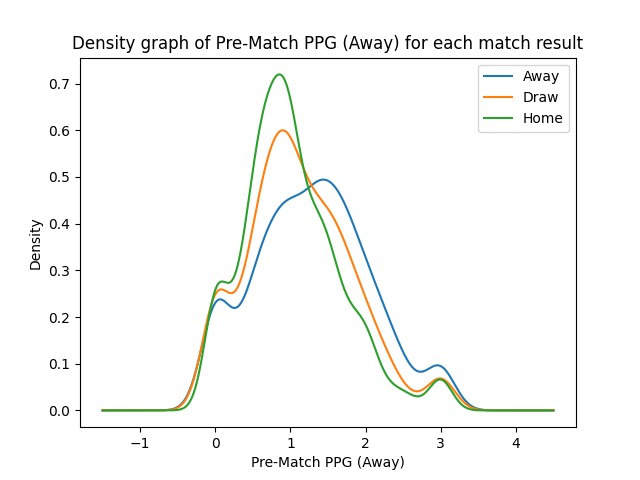 Density graph of Pre-Match PPG (Away) for each match result
Away
Draw
Home
Density
0.7
0.6
0.5
0.4
0.3
0.2
0.1
0.0
−1
0
1
2
3
4
Pre-Match PPG (Away)